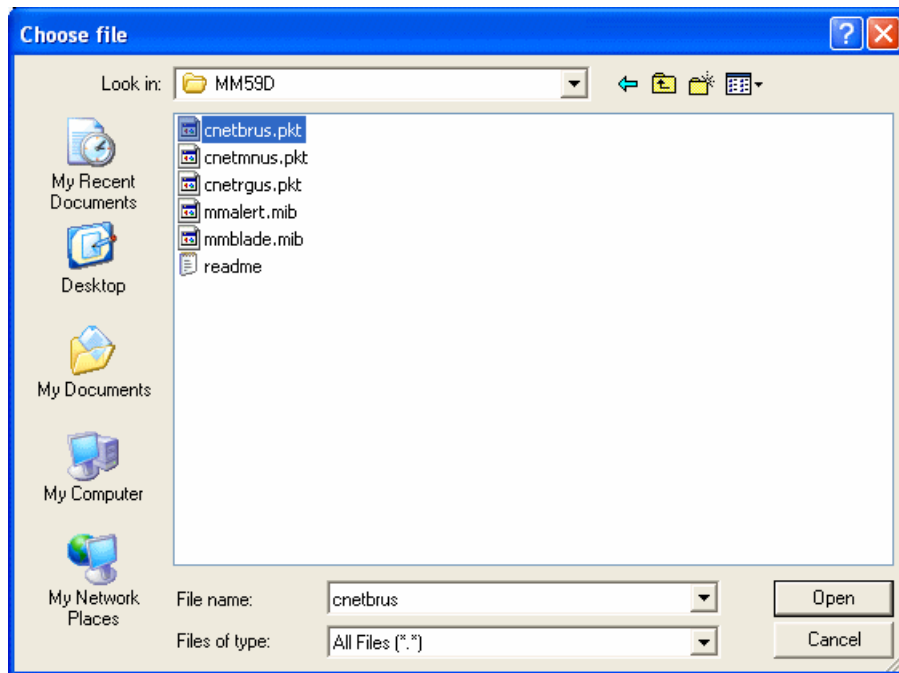 Choose file
Look in: MM59D
cnetbrus.pkt
cnetmnus.pkt
cnetrgus.pkt
mmalert.mib
mmblade.mib
readme
My Recent
Documents
Desktop
My Documents
My Computer
My Network
Places
File name: cnetbrus Open
Files of type: All Files (*.*) Cancel